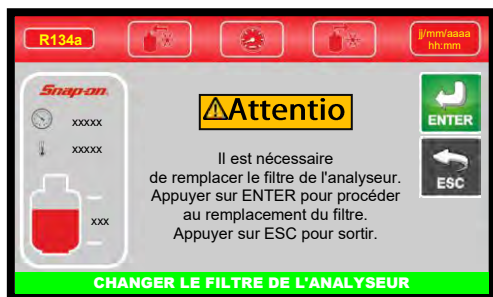 R134a
jj/mm/aaaa
hh:mm
Snap-on
xxxxx
xxxxx
xxx
Attentio
Il est nécessaire
de remplacer le filtre de l'analyseur.
Appuyer sur ENTER pour procéder
au remplacement du filtre.
Appuyer sur ESC pour sortir.
ENTER
ESC
CHANGER LE FILTRE DE L'ANALYSEUR